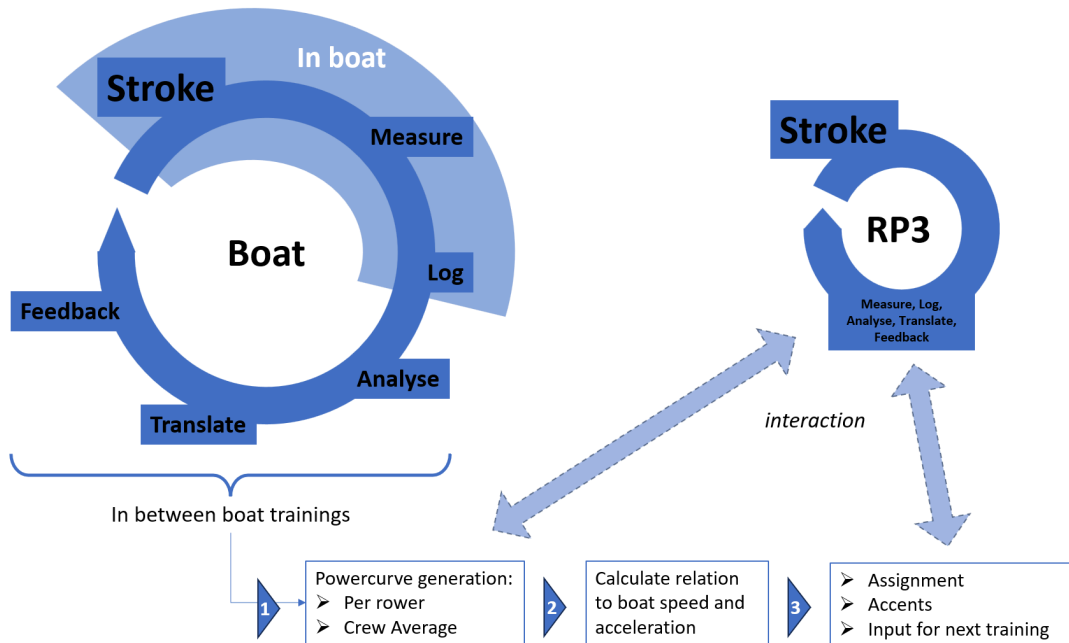 In boat
Stroke
Measure
Boat
Log
Feedback
Analyse
Translate
In between boat trainings
Stroke
RP3
Measure, Log,
Analyse, Translate,
Feedback
interaction
1
Powercurve generation:
➢ Per rower
➢ Crew Average
2
Calculate relation
to boat speed and
acceleration
3
➢ Assignment
➢ Accents
➢ Input for next training